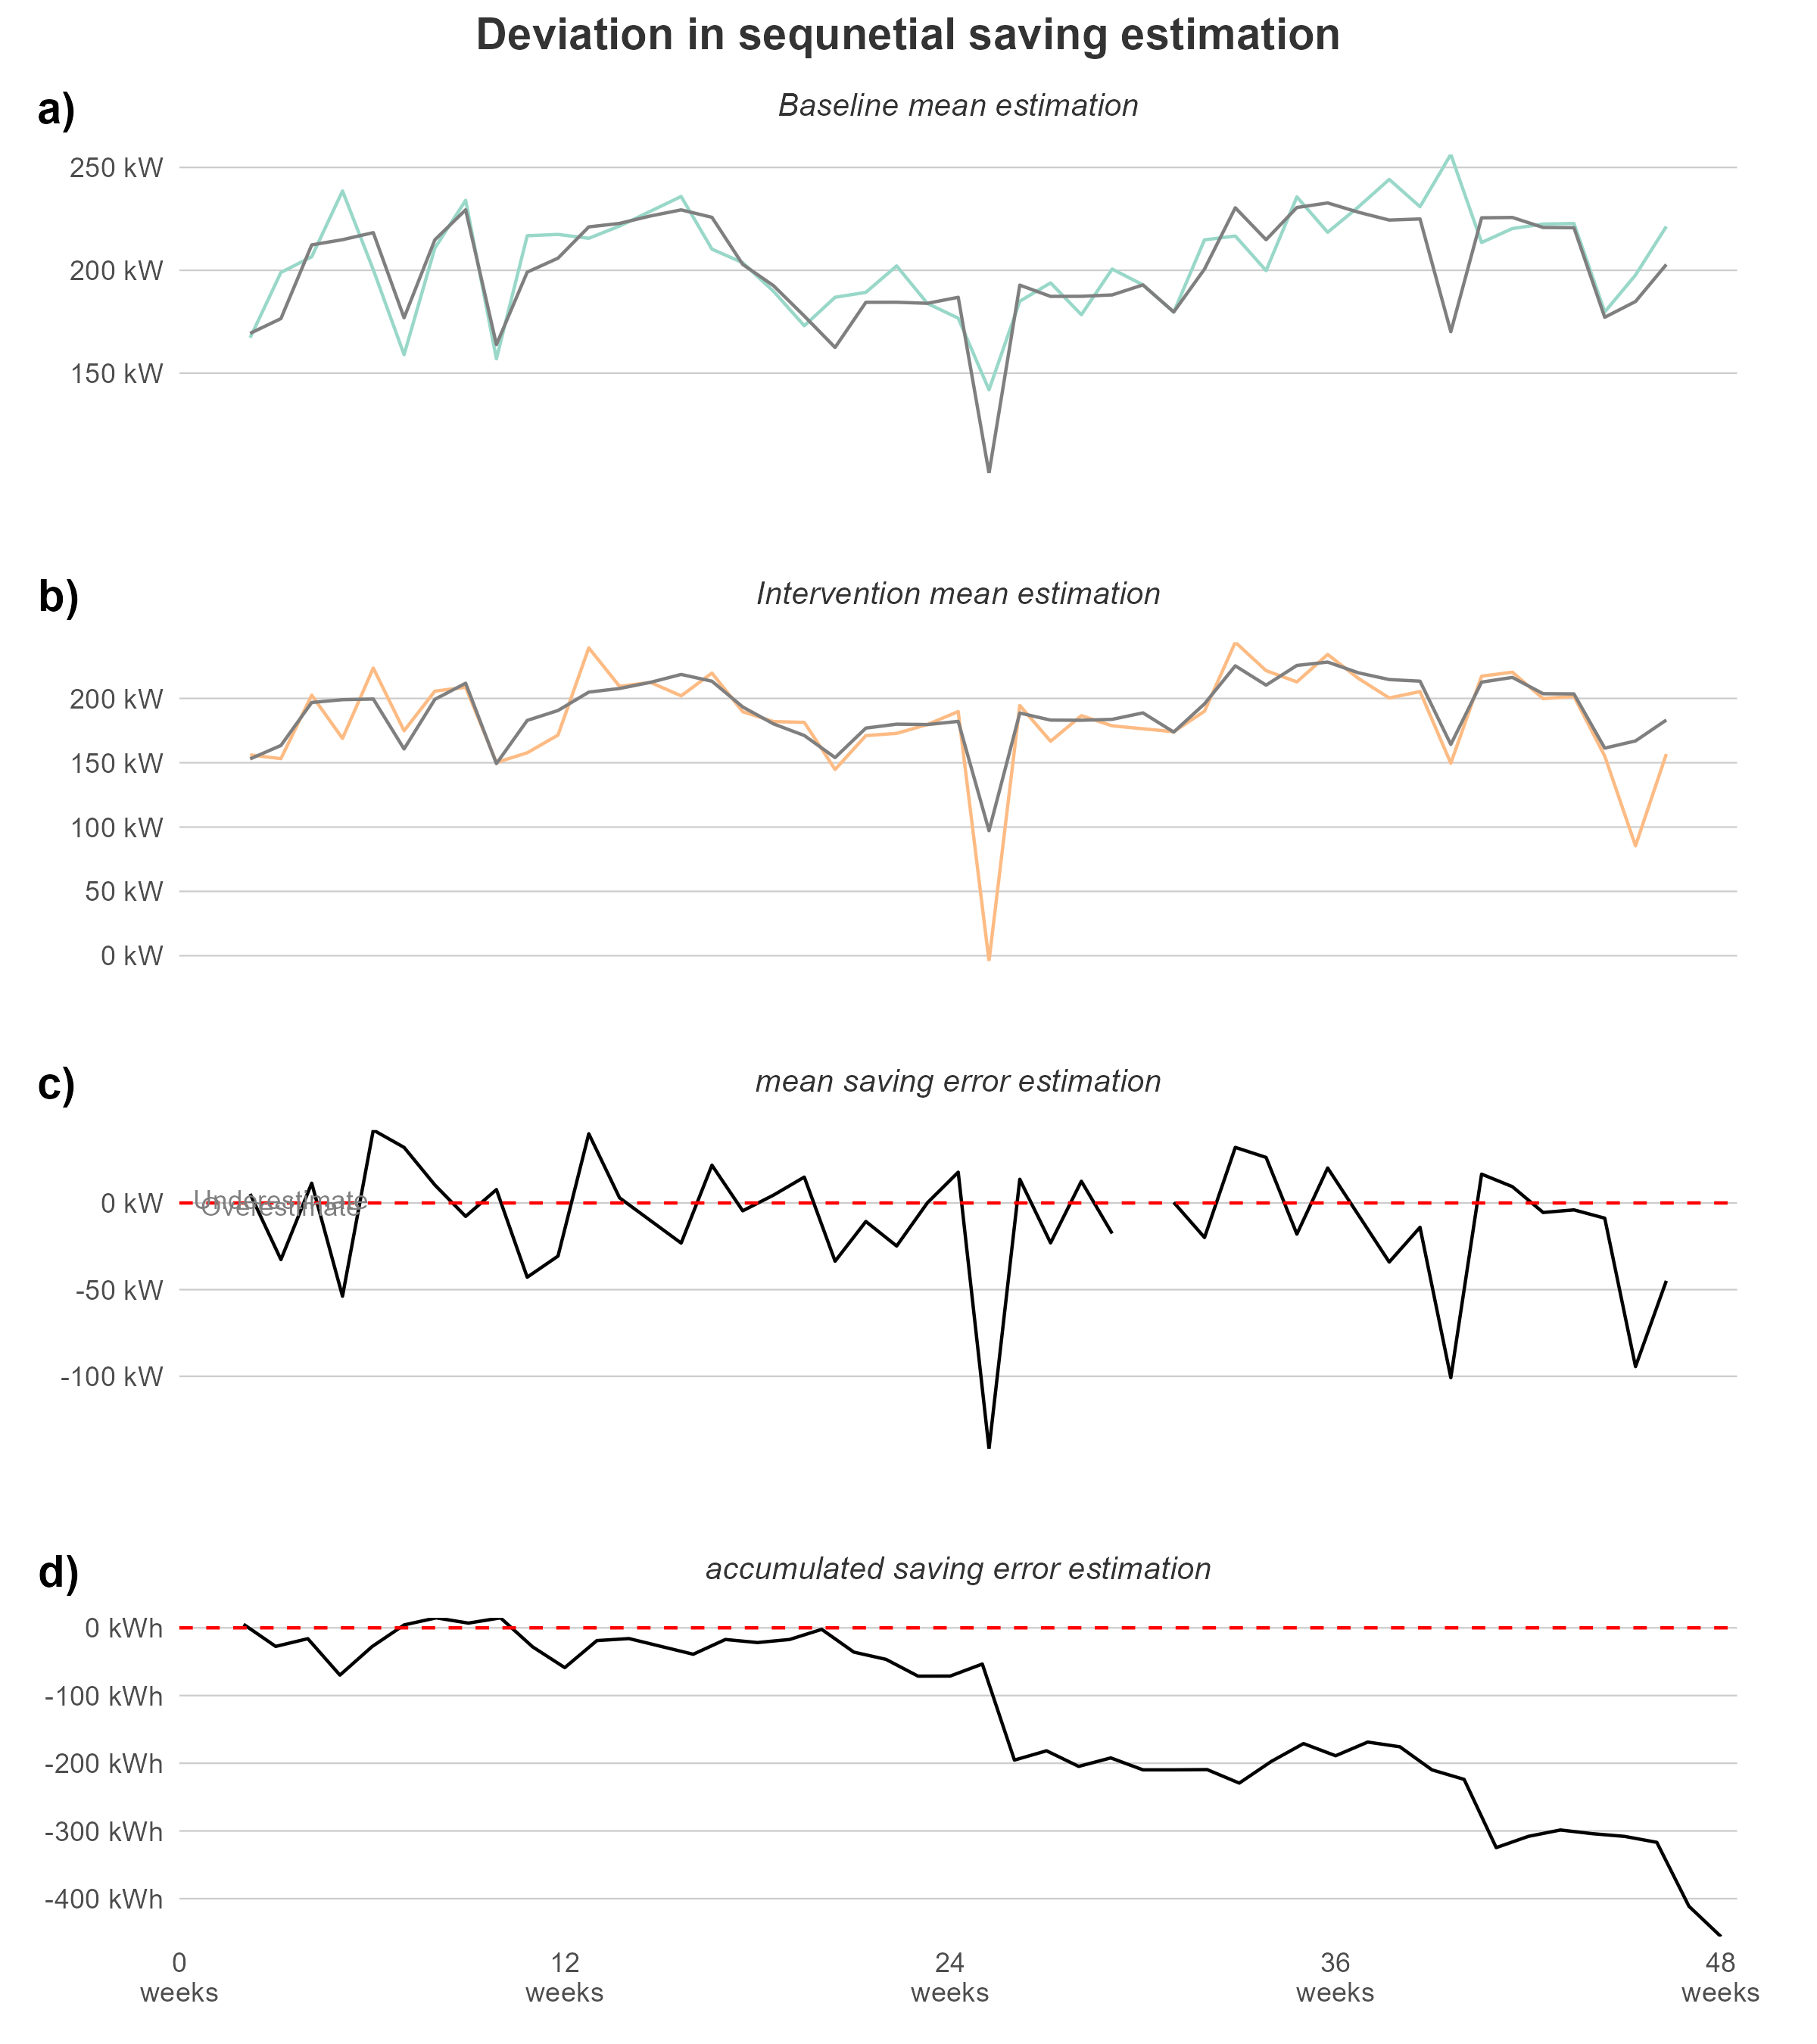 Deviation in sequnetial saving estimation
a)
Baseline mean estimation
250 kW
200 kW
150 kW
b)
Intervention mean estimation
200 kW
150 kW
100 kW
50 kW
0 kW
c)
mean saving error estimation
Underestimate
0 kW
Overestimate
-50 kW
-100 kW
d)
accumulated saving error estimation
0 kWh
-100 kWh
-200 kWh
-300 kWh
-400 kWh
0 12 24 36 48
weeks weeks weeks weeks weeks